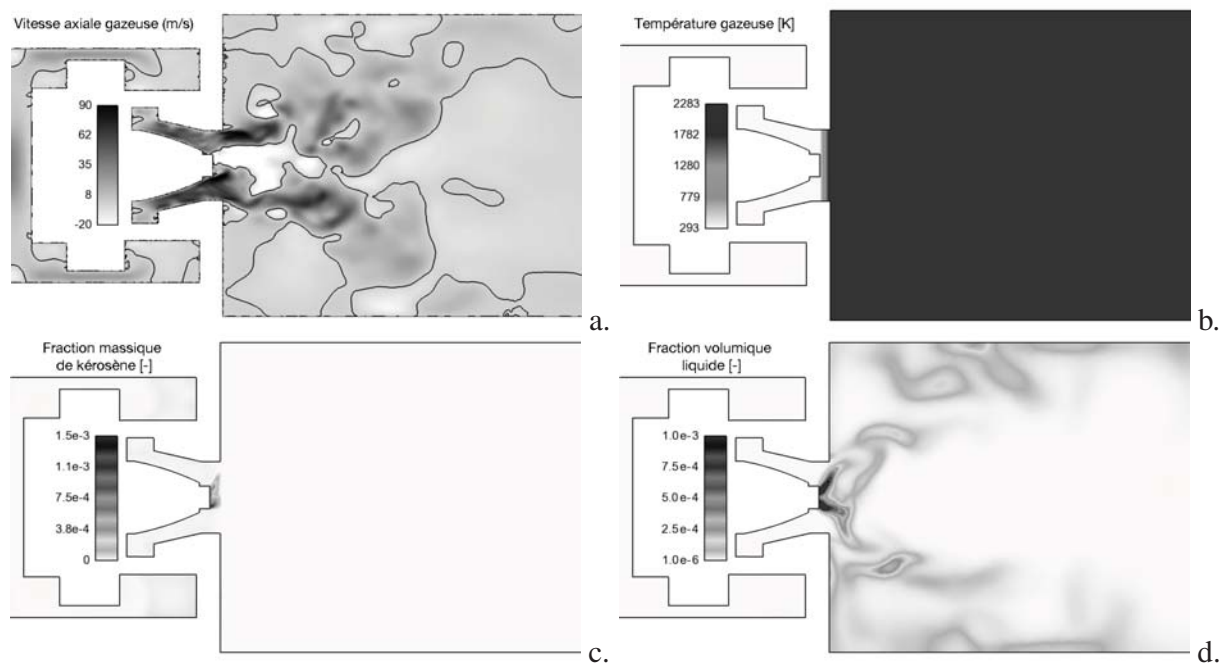 Vitesse axiale gazeuse (m/s)
90
62
35
8
-20
a.
Température gazeuse [K]
2283
1782
1280
779
293
b.
Fraction massique
de kérosène [-]
1.5e-3
1.1e-3
7.5e-4
3.8e-4
0
c.
Fraction volumique
liquide [-]
1.0e-3
7.5e-4
5.0e-4
2.5e-4
1.0e-6
d.